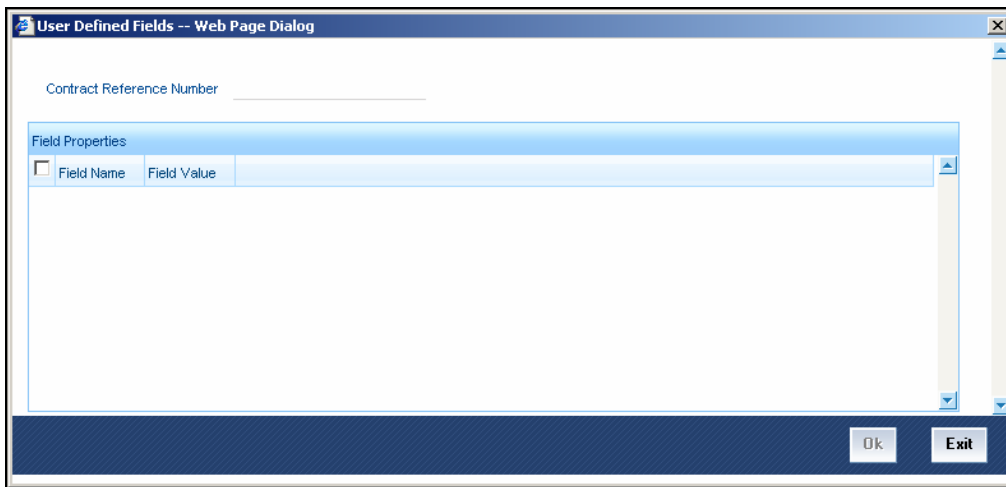 User Defined Fields -- Web Page Dialog
Contract Reference Number
Field Properties
Field Name Field Value
Ok Exit